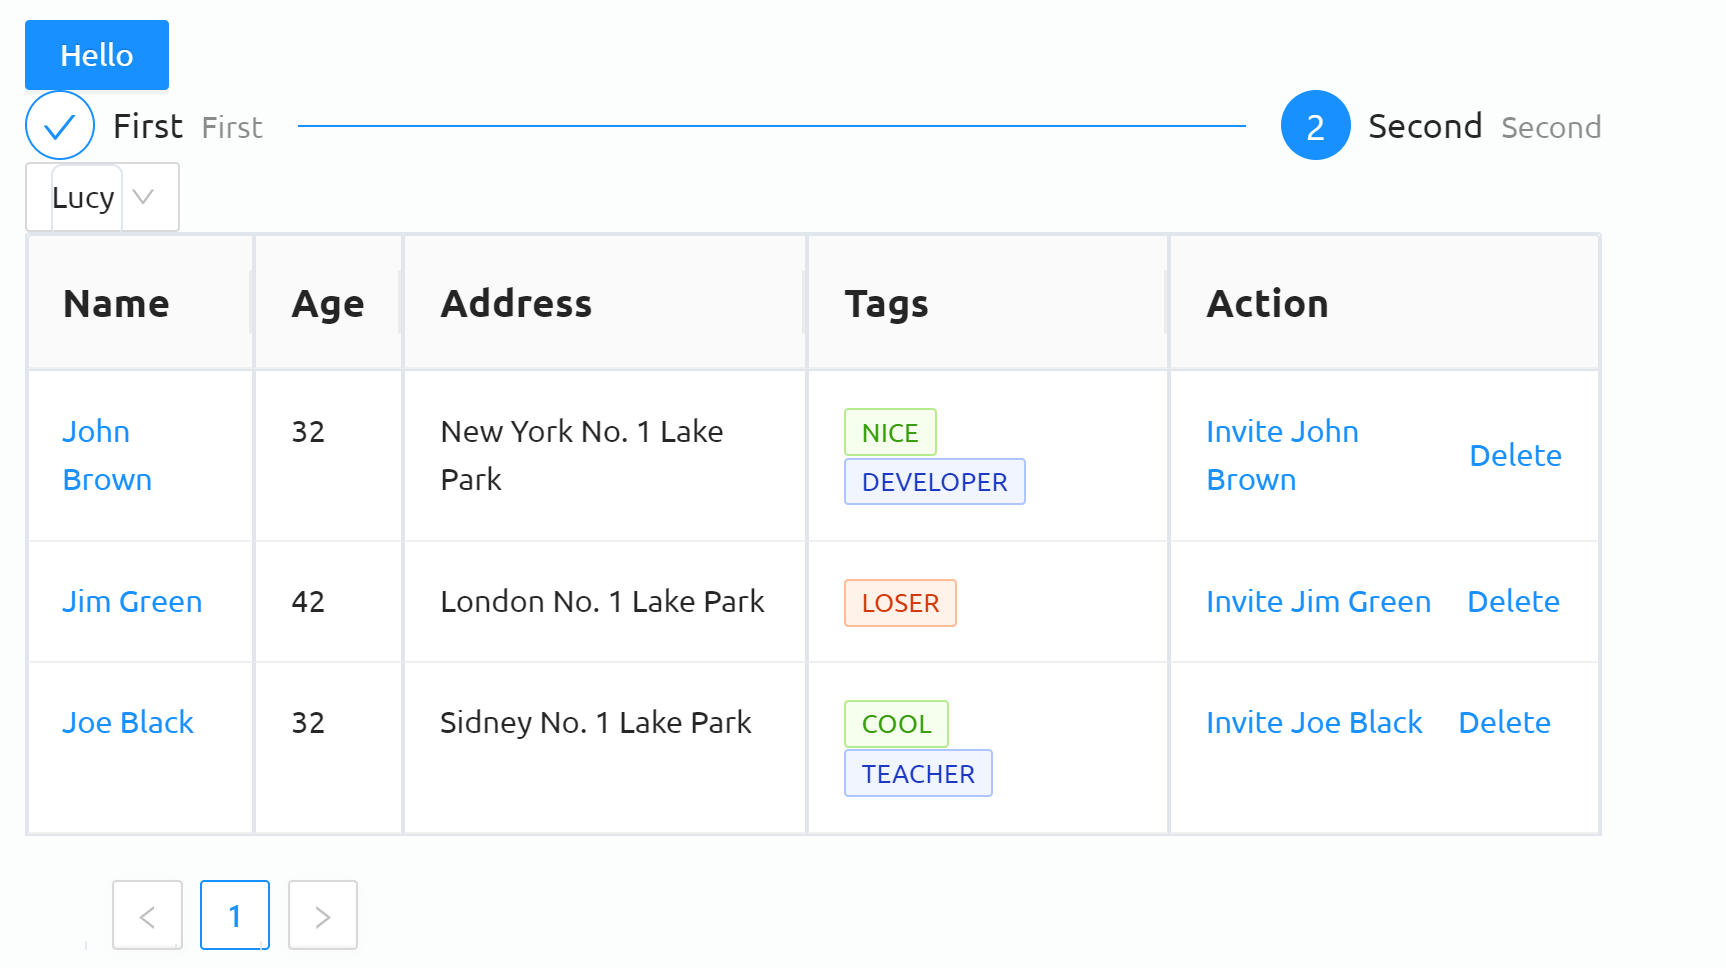 Hello
First First
2 Second Second
Lucy
Name Age Address Tags Action
John Brown 32 New York No. 1 Lake Park NICE DEVELOPER Invite John Brown Delete
Jim Green 42 London No. 1 Lake Park LOSER Invite Jim Green Delete
Joe Black 32 Sidney No. 1 Lake Park COOL TEACHER Invite Joe Black Delete
1